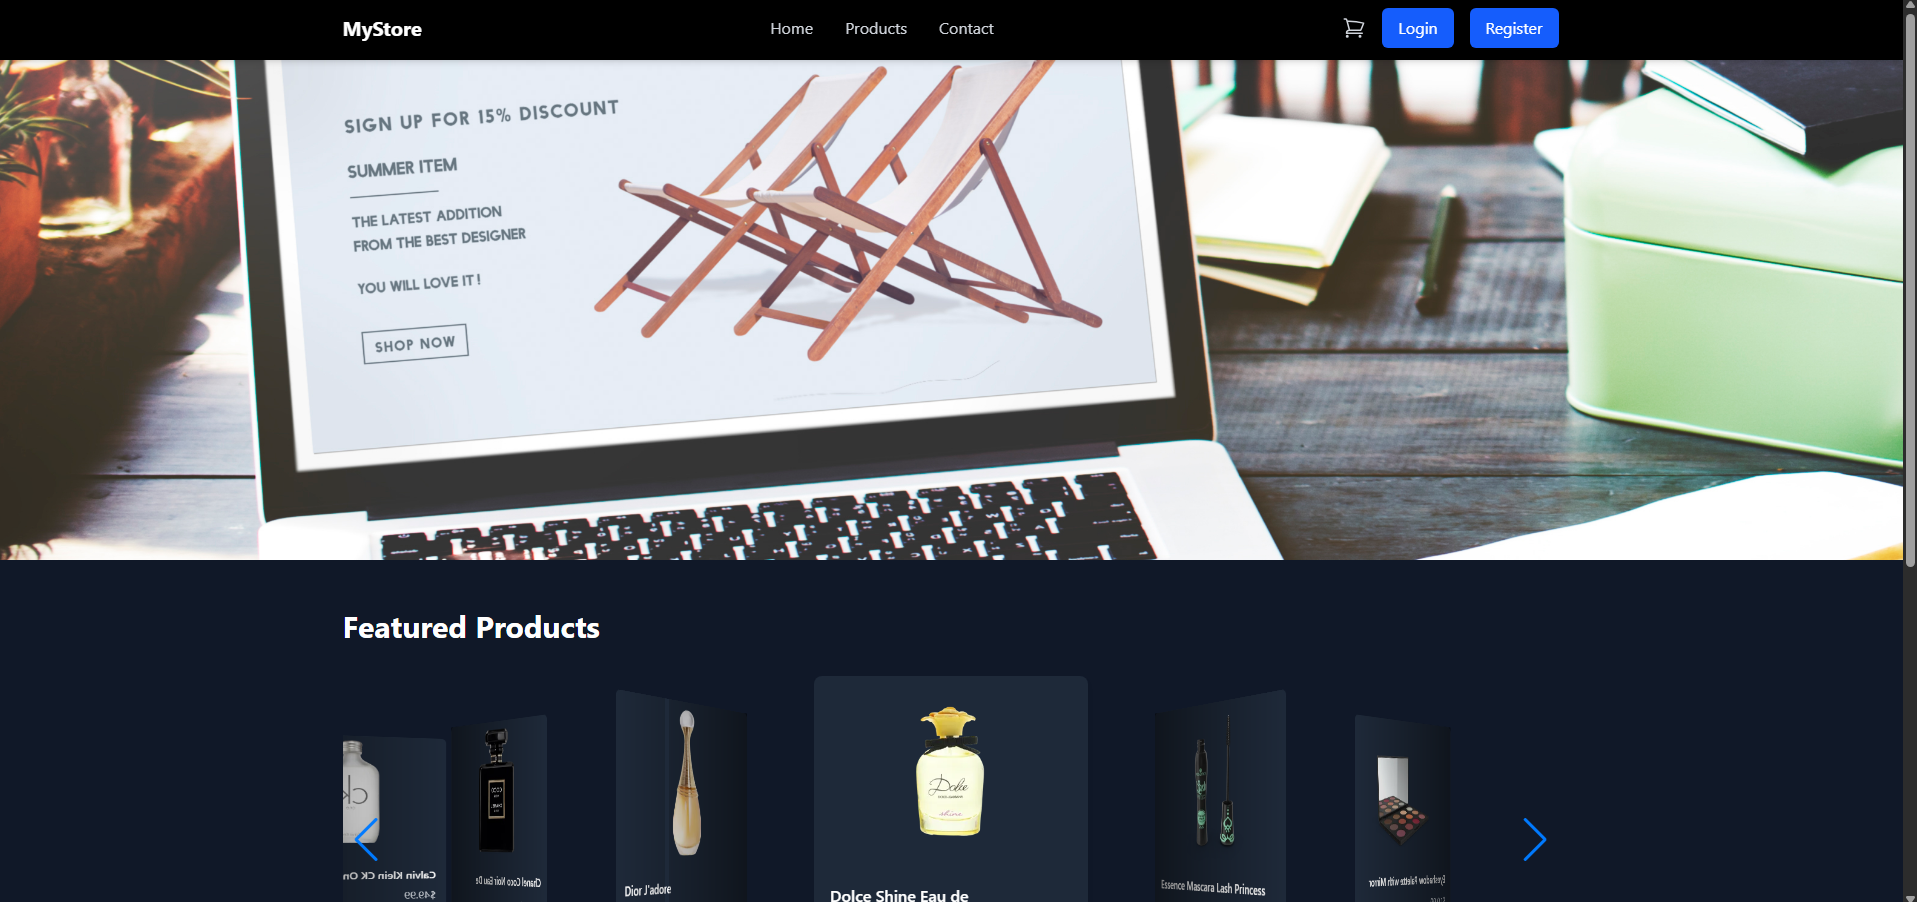 MyStore
Home Products Contact
Login Register
SIGN UP FOR 15% DISCOUNT
SUMMER ITEM
THE LATEST ADDITION
FROM THE BEST DESIGNER
YOU WILL LOVE IT !
SHOP NOW
Featured Products
Calvin Klein CK On
$49.99
Chanel Coco Noir Eau De
Dior J'adore
Dolce
shine
Dolce Shine Eau de
Essence Mascara Lash Princess
Eyeshadow Palette with Mirror